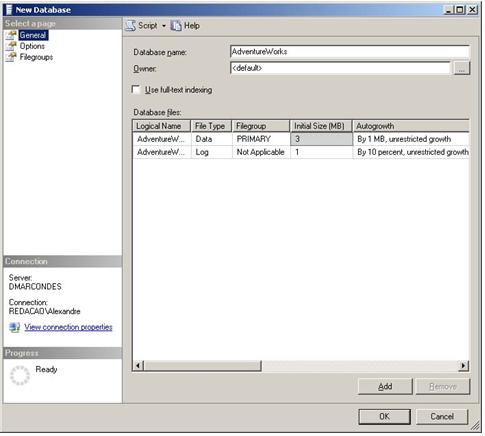 New Database
Select a page
General
Options
Filegroups
Script
Help
Database name:
AdventureWorks
Owner:
<default>
...
Use full-text indexing
Database files:
Logical Name File Type Filegroup Initial Size (MB) Autogrowth
AdventureW... Data PRIMARY 3 By 1 MB, unrestricted growth
AdventureW... Log Not Applicable 1 By 10 percent, unrestricted growth
Connection
Server:
DMARCONDES
Connection:
REDACAO\Alexandre
View connection properties
Progress
Ready
Add
Remove
OK
Cancel